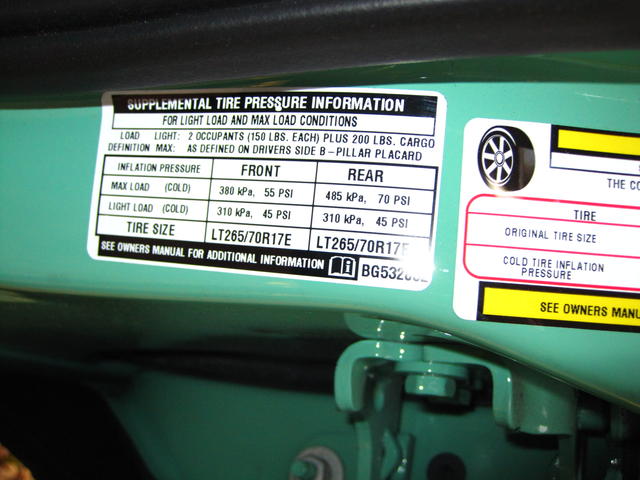 SUPPLEMENTAL TIRE PRESSURE INFORMATION
FOR LIGHT LOAD AND MAX LOAD CONDITIONS
LOAD LIGHT: 2 OCCUPANTS (150 LBS. EACH) PLUS 200 LBS. CARGO
DEFINITION MAX: AS DEFINED ON DRIVERS SIDE B-PILLAR PLACARD
INFLATION PRESSURE FRONT REAR
MAX LOAD (COLD) 380 kPa, 55 PSI 485 kPa, 70 PSI
LIGHT LOAD (COLD) 310 kPa, 45 PSI 310 kPa, 45 PSI
TIRE SIZE LT265/70R17E LT265/70R17E
SEE OWNERS MANUAL FOR ADDITIONAL INFORMATION
THE
TIRE
ORIGINAL TIRE SIZE
COLD TIRE INFLATION
PRESSURE
SEE OWNERS